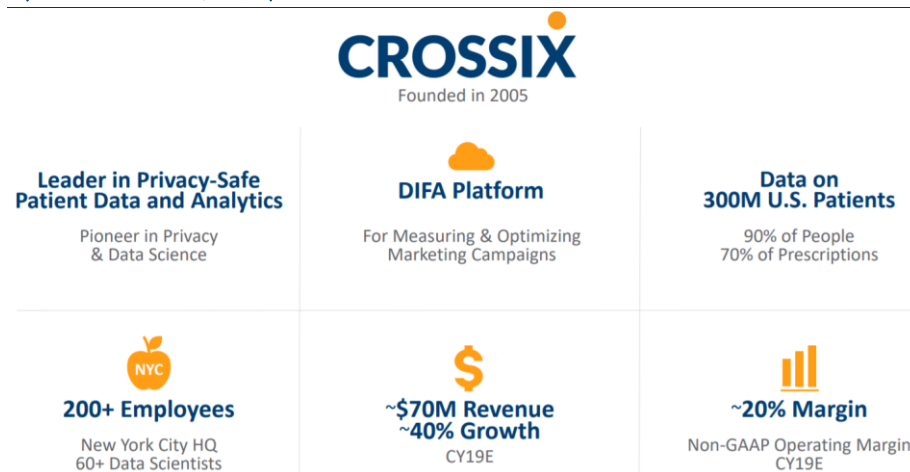 CROSSIX
Founded in 2005
Leader in Privacy-Safe
Patient Data and Analytics
Pioneer in Privacy
& Data Science
DIFA Platform
For Measuring & Optimizing
Marketing Campaigns
Data on
300M U.S. Patients
90% of People
70% of Prescriptions
NYC
200+ Employees
New York City HQ
60+ Data Scientists
~$70M Revenue
~40% Growth
CY19E
~20% Margin
Non-GAAP Operating Margin
CY19E